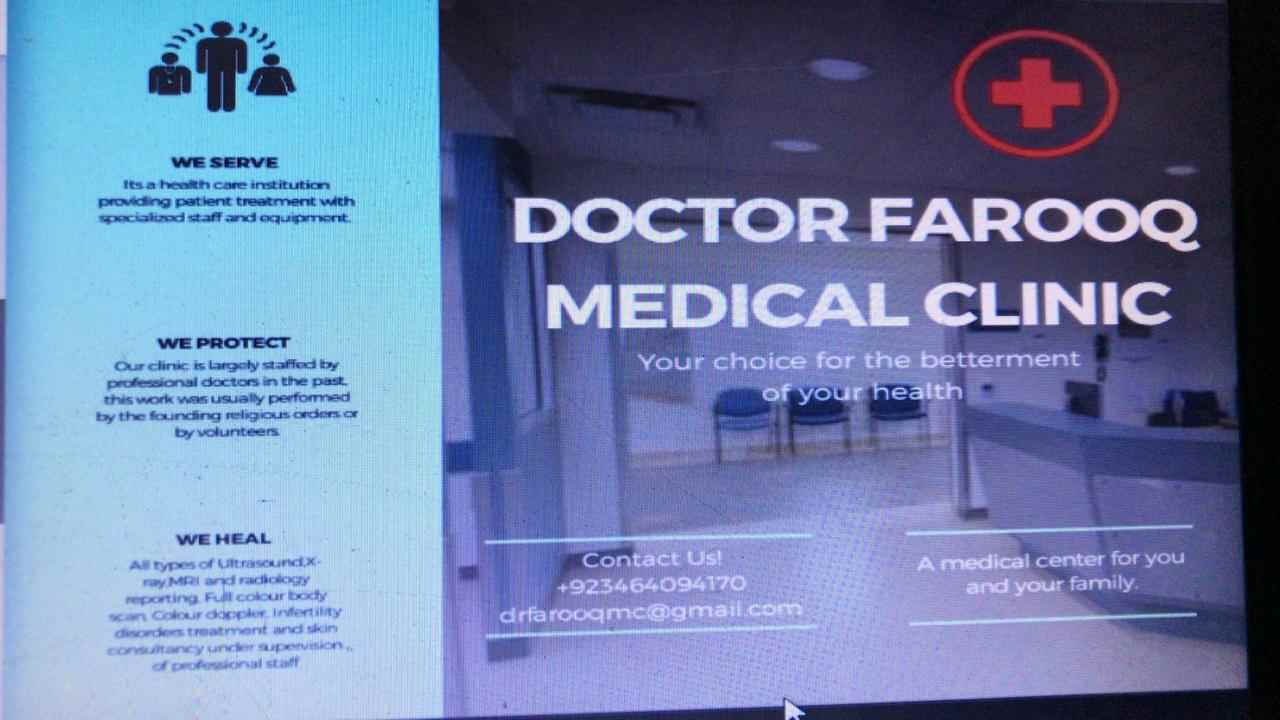 WE SERVE
Its a health care institution
providing patient treatment with
specialized staff and equipment.
WE PROTECT
Our clinic is largely staffed by
professional doctors in the past,
this work was usually performed
by the founding religious orders or
by volunteers.
WE HEAL
All types of Ultrasound,X-
ray,MRI and radiology
reporting. Full colour body
scan, Colour doppler, Infertility
disorders treatment and skin
consultancy under supervision,,
of professional staff
DOCTOR FAROOQ
MEDICAL CLINIC
Your choice for the betterment
of your health
Contact Us!
+923464094170
drfarooqmc@gmail.com
A medical center for you
and your family.